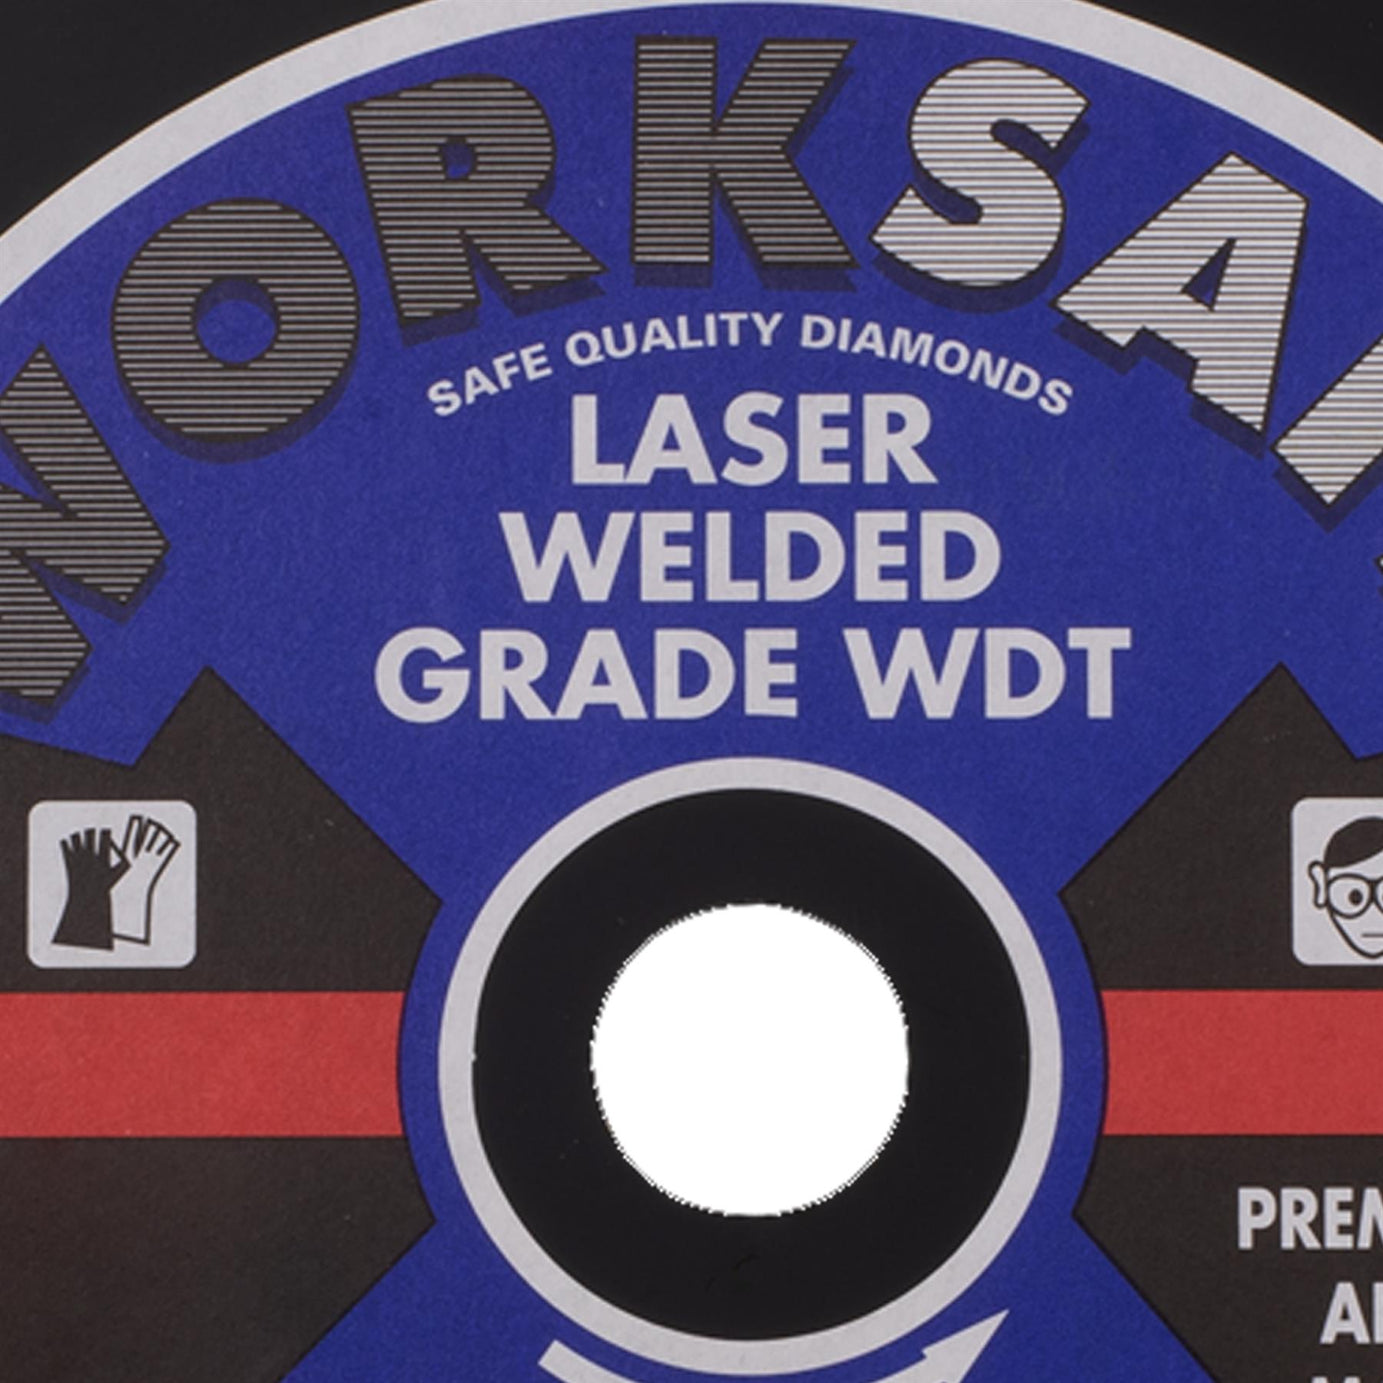 WORKSA
SAFE QUALITY DIAMONDS
LASER
WELDED
GRADE WDT